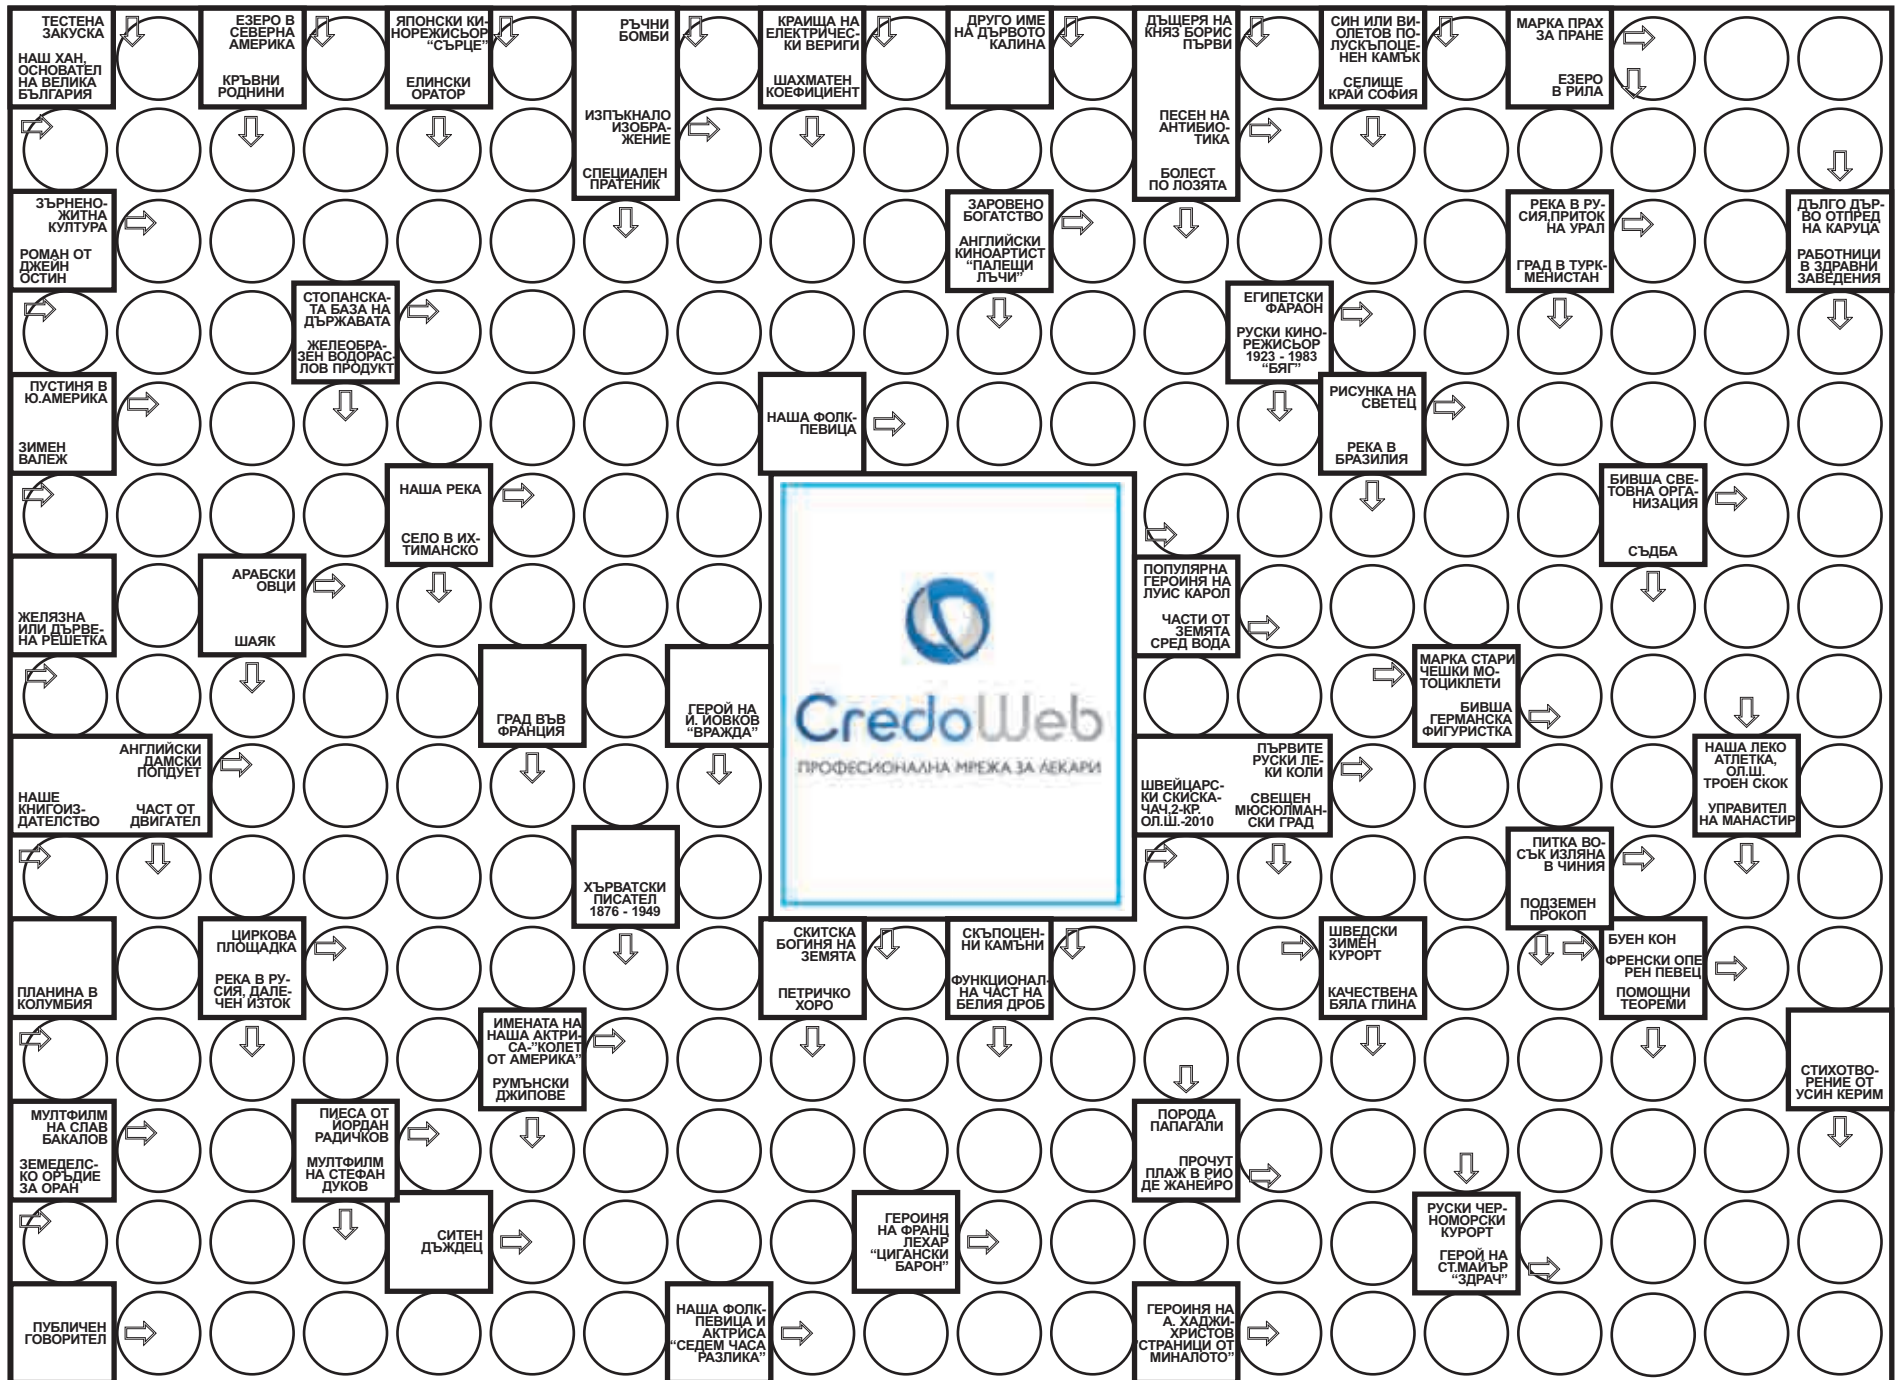 ТЕСТЕНА
ЗАКУСКА
НАШ ХАН,
ОСНОВАТЕЛ
НА ВЕЛИКА
БЪЛГАРИЯ
ЕЗЕРО В
СЕВЕРНА
АМЕРИКА
КРЪВНИ
РОДНИНИ
ЯПОНСКИ КИ-
НОРЕЖИСЬОР
“СЪРЦЕ”
ЕЛИНСКИ
ОРАТОР
РЪЧНИ
БОМБИ
ИЗПЪКНАЛО
ИЗОБРА-
ЖЕНИЕ
СПЕЦИАЛЕН
ПРАТЕНИК
КРАИЩА НА
ЕЛЕКТРИЧЕС-
КИ ВЕРИГИ
ШАХМАТЕН
КОЕФИЦИЕНТ
ДРУГО ИМЕ
НА ДЪРВОТО
КАЛИНА
ДЪЩЕРЯ НА
КНЯЗ БОРИС
ПЪРВИ
ПЕСЕН НА
АНТИБИО-
ТИКА
БОЛЕСТ
ПО ЛОЗЯТА
СИН ИЛИ ВИ-
ОЛЕТОВ ПО-
ЛУСКЪПОЦЕ-
НЕН КАМЪК
СЕЛИЩЕ
КРАЙ СОФИЯ
МАРКА ПРАХ
ЗА ПРАНЕ
ЕЗЕРО
В РИЛА
ЗЪРНЕНО-
ЖИТНА
КУЛТУРА
РОМАН ОТ
ДЖЕЙН
ОСТИН
ЗАРОВЕНО
БОГАТСТВО
АНГЛИЙСКИ
КИНОАРТИСТ
“ПАЛЕЩИ
ЛЪЧИ”
РЕКА В РУ-
СИЯ,ПРИТОК
НА УРАЛ
ГРАД В ТУРК-
МЕНИСТАН
ДЪЛГО ДЪР-
ВО ОТПРЕД
НА КАРУЦА
РАБОТНИЦИ
В ЗДРАВНИ
ЗАВЕДЕНИЯ
СТОПАНСКА-
ТА БАЗА НА
ДЪРЖАВАТА
ЖЕЛЕОБРА-
ЗЕН ВОДОРАС-
ЛОВ ПРОДУКТ
ЕГИПЕТСКИ
ФАРАОН
РУСКИ КИНО-
РЕЖИСЬОР
1923 - 1983
“БЯГ”
ПУСТИНЯ В
Ю.АМЕРИКА
ЗИМЕН
ВАЛЕЖ
НАША ФОЛК-
ПЕВИЦА
РИСУНКА НА
СВЕТЕЦ
РЕКА В
БРАЗИЛИЯ
НАША РЕКА
СЕЛО В ИХ-
ТИМАНСКО
БИВША СВЕ-
ТОВНА ОРГА-
НИЗАЦИЯ
СЪДБА
ЖЕЛЯЗНА
ИЛИ ДЪРВЕ-
НА РЕШЕТКА
АРАБСКИ
ОВЦИ
ШАЯК
ПОПУЛЯРНА
ГЕРОИНЯ НА
ЛУИС КАРОЛ
ЧАСТИ ОТ
ЗЕМЯТА
СРЕД ВОДА
ГРАД ВЪВ
ФРАНЦИЯ
ГЕРОЙ НА
Й. ЙОВКОВ
“ВРАЖДА”
CredoWeb
ПРОФЕСИОНАЛНА МРЕЖА ЗА ЛЕКАРИ
МАРКА СТАРИ
ЧЕШКИ МО-
ТОЦИКЛЕТИ
БИВША
ГЕРМАНСКА
ФИГУРИСТКА
АНГЛИЙСКИ
ДАМСКИ
ПОПДУЕТ
НАШЕ
КНИГОИЗ-
ДАТЕЛСТВО
ЧАСТ ОТ
ДВИГАТЕЛ
ПЪРВИТЕ
РУСКИ ЛЕ-
КИ КОЛИ
ШВЕЙЦАРС-
КИ СКИСКА-
ЧАЧ,2-КР.
ОЛ.Ш.-2010
СВЕЩЕН
МЮСЮЛМАН-
СКИ ГРАД
НАША ЛЕКО
АТЛЕТКА,
ОЛ.Ш.
ТРОЕН СКОК
УПРАВИТЕЛ
НА МАНАСТИР
ХЪРВАТСКИ
ПИСАТЕЛ
1876 - 1949
ПИТКА ВО-
СЪК ИЗЛЯНА
В ЧИНИЯ
ПОДЗЕМЕН
ПРОКОП
ПЛАНИНА В
КОЛУМБИЯ
ЦИРКОВА
ПЛОЩАДКА
РЕКА В РУ-
СИЯ, ДАЛЕ-
ЧЕН ИЗТОК
СКИТСКА
БОГИНЯ НА
ЗЕМЯТА
ПЕТРИЧКО
ХОРО
СКЪПОЦЕН-
НИ КАМЪНИ
ФУНКЦИОНАЛ-
НА ЧАСТ НА
БЕЛИЯ ДРОБ
ШВЕДСКИ
ЗИМЕН
КУРОРТ
КАЧЕСТВЕНА
БЯЛА ГЛИНА
БУЕН КОН
ФРЕНСКИ ОПЕ
РЕН ПЕВЕЦ
ПОМОЩНИ
ТЕОРЕМИ
ИМЕНАТА НА
НАША АКТРИ-
СА-”КОЛЕТ
ОТ АМЕРИКА”
РУМЪНСКИ
ДЖИПОВЕ
СТИХОТВО-
РЕНИЕ ОТ
УСИН КЕРИМ
МУЛТФИЛМ
НА СЛАВ
БАКАЛОВ
ЗЕМЕДЕЛС-
КО ОРЪДИЕ
ЗА ОРАН
ПИЕСА ОТ
ЙОРДАН
РАДИЧКОВ
МУЛТФИЛМ
НА СТЕФАН
ДУКОВ
ПОРОДА
ПАПАГАЛИ
ПРОЧУТ
ПЛАЖ В РИО
ДЕ ЖАНЕЙРО
СИТЕН
ДЪЖДЕЦ
ГЕРОИНЯ
НА ФРАНЦ
ЛЕХАР
“ЦИГАНСКИ
БАРОН”
РУСКИ ЧЕР-
НОМОРСКИ
КУРОРТ
ГЕРОЙ НА
СТ.МАЙЪР
“ЗДРАЧ”
ПУБЛИЧЕН
ГОВОРИТЕЛ
НАША ФОЛК-
ПЕВИЦА И
АКТРИСА
“СЕДЕМ ЧАСА
РАЗЛИКА”
ГЕРОИНЯ НА
А. ХАДЖИ-
ХРИСТОВ
“СТРАНИЦИ ОТ
МИНАЛОТО”